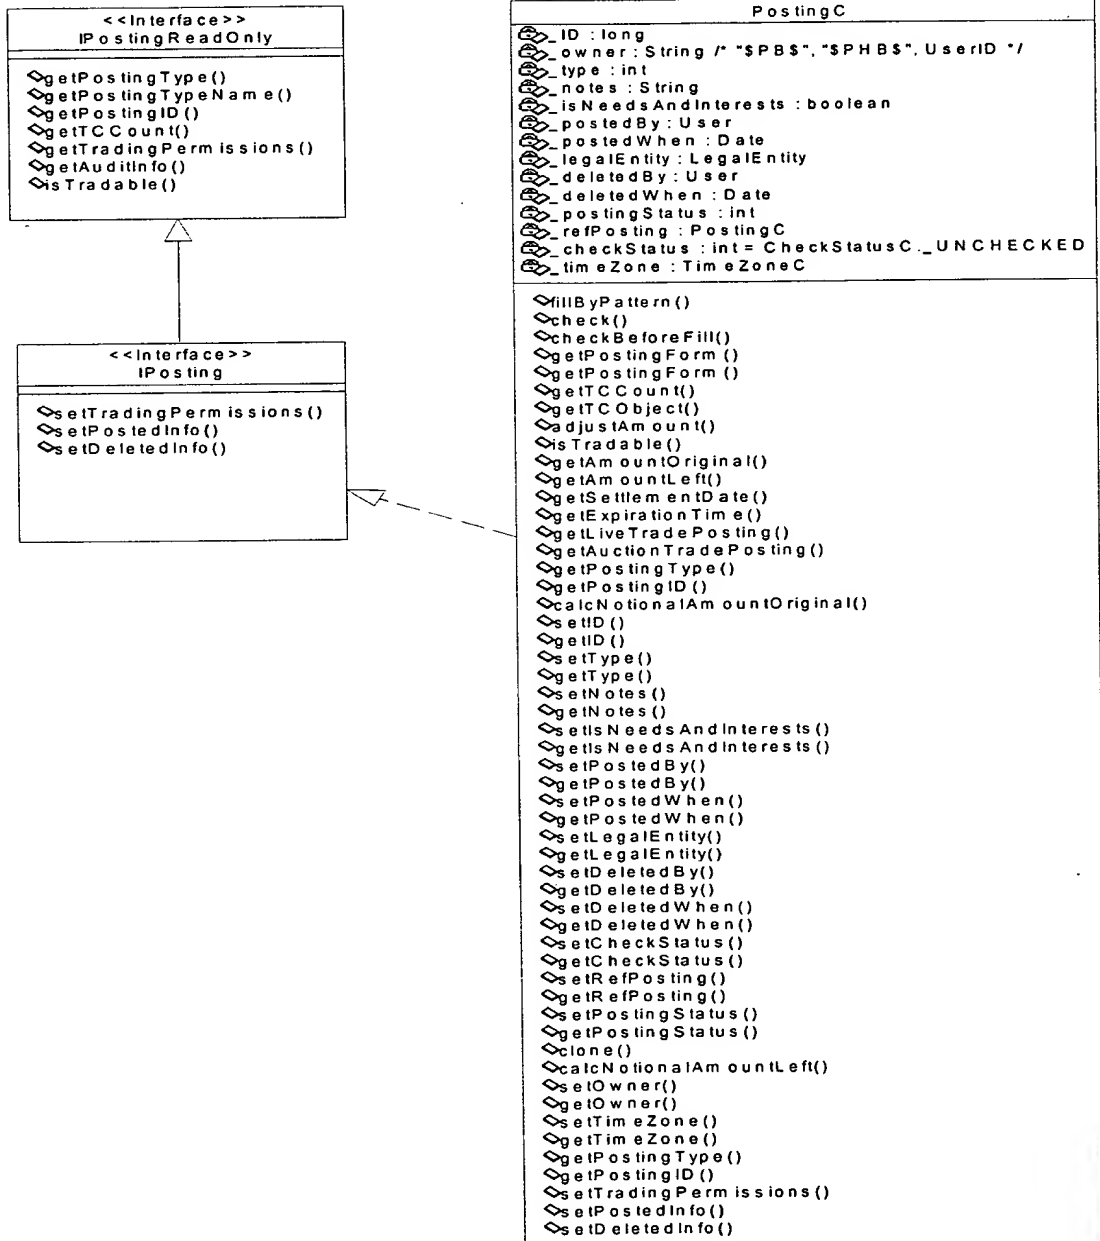 <<Interface>>
IPostingReadOnly
getPostingType()
getPostingTypeName()
getPostingID()
getTCCount()
getTradingPermissions()
getAuditInfo()
isTradable()
<<Interface>>
IPosting
setTradingPermissions()
setPostedInfo()
setDeletedInfo()
PostingC
_ID : long
_owner : String /* "$PB$", "$PHB$", UserID */
_type : int
_notes : String
_isNeedsAndInterests : boolean
_postedBy : User
_postedWhen : Date
_legalEntity : LegalEntity
_deletedBy : User
_deletedWhen : Date
_postingStatus : int
_refPosting : PostingC
_checkStatus : int = CheckStatusC._UNCHECKED
_timeZone : TimeZoneC
fillByPattern()
check()
checkBeforeFill()
getPostingForm()
getPostingForm()
getTCCount()
getTCObject()
adjustAmount()
isTradable()
getAmountOriginal()
getAmountLeft()
getSettlementDate()
getExpirationTime()
getLiveTradePosting()
getAuctionTradePosting()
getPostingType()
getPostingID()
calcNotionalAmountOriginal()
setID()
getID()
setType()
getType()
setNotes()
getNotes()
setIsNeedsAndInterests()
getIsNeedsAndInterests()
setPostedBy()
getPostedBy()
setPostedWhen()
getPostedWhen()
setLegalEntity()
getLegalEntity()
setDeletedBy()
getDeletedBy()
setDeletedWhen()
getDeletedWhen()
setCheckStatus()
getCheckStatus()
setRefPosting()
getRefPosting()
setPostingStatus()
getPostingStatus()
clone()
calcNotionalAmountLeft()
setOwner()
getOwner()
setTimeZone()
getTimeZone()
getPostingType()
getPostingID()
setTradingPermissions()
setPostedInfo()
setDeletedInfo()